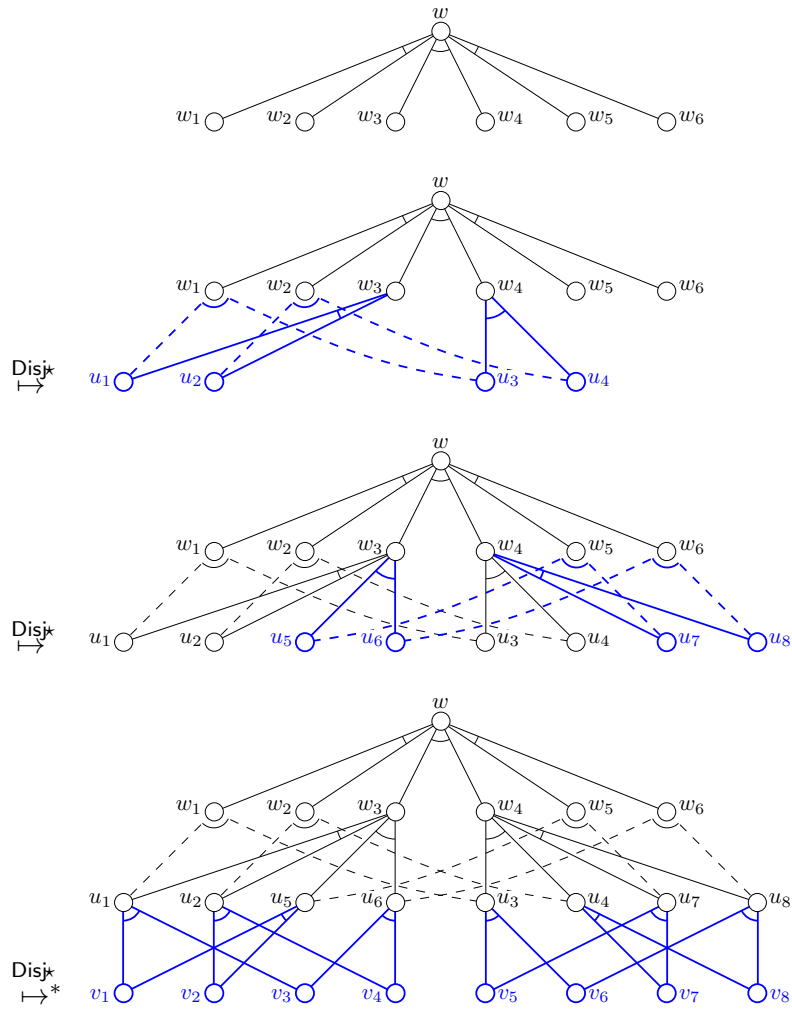 w
w₁ w₂ w₃ w₄ w₅ w₆
w
w₁ w₂ w₃ w₄ w₅ w₆
Disj⋆
↦ u₁ u₂ u₃ u₄
w
w₁ w₂ w₃ w₄ w₅ w₆
Disj⋆
↦ u₁ u₂ u₅ u₆ u₃ u₄ u₇ u₈
w
w₁ w₂ w₃ w₄ w₅ w₆
u₁ u₂ u₅ u₆ u₃ u₄ u₇ u₈
Disj⋆
↦* v₁ v₂ v₃ v₄ v₅ v₆ v₇ v₈